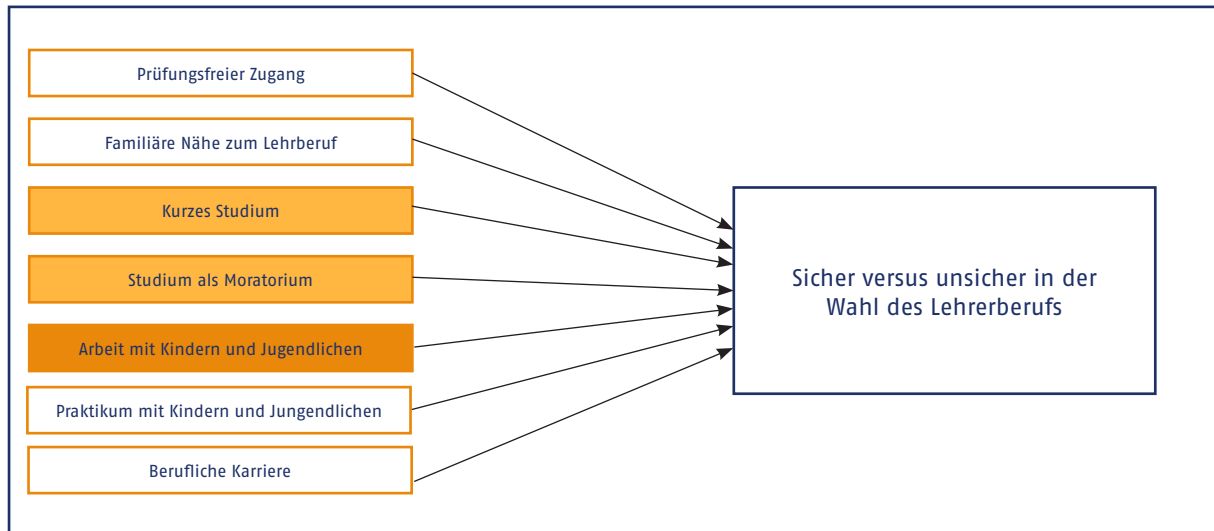 Prüfungsfreier Zugang
Familiäre Nähe zum Lehrberuf
Kurzes Studium
Studium als Moratorium
Arbeit mit Kindern und Jugendlichen
Praktikum mit Kindern und Jungendlichen
Berufliche Karriere
Sicher versus unsicher in der
Wahl des Lehrerberufs